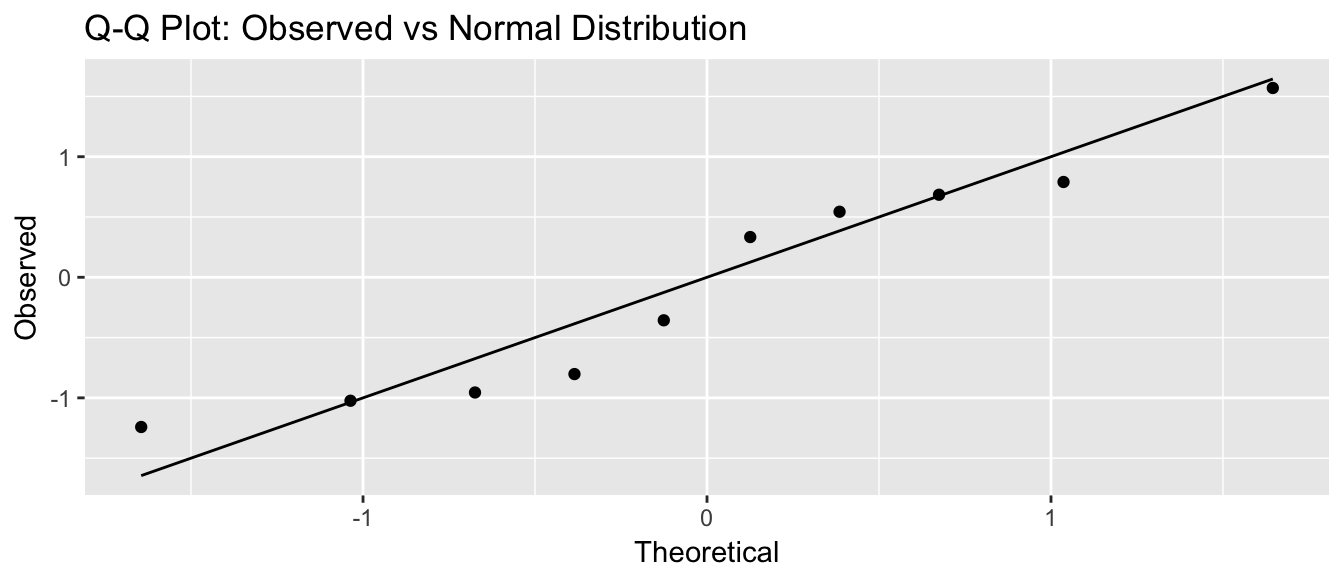 Q-Q Plot: Observed vs Normal Distribution
1
0
-1
Observed
-1 0 1
Theoretical